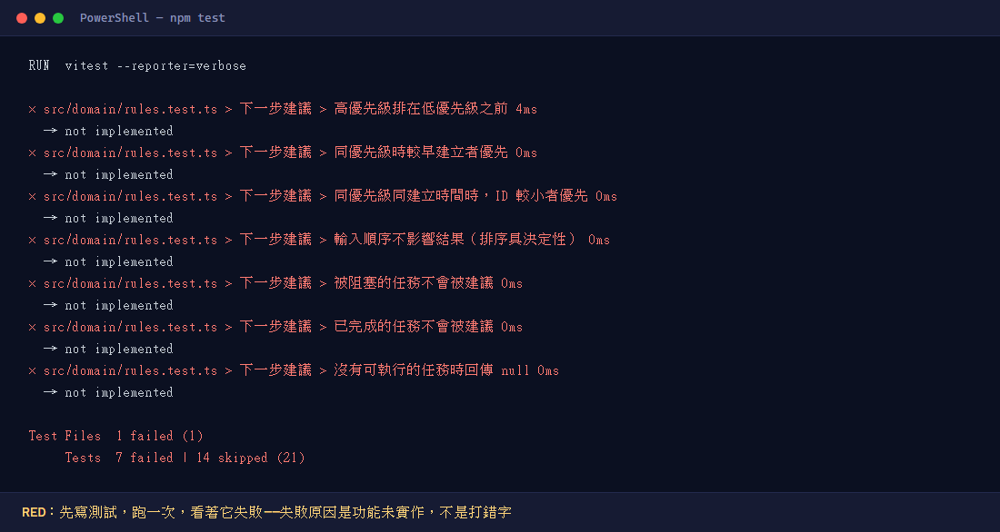 PowerShell — npm test
RUN vitest --reporter=verbose
× src/domain/rules.test.ts > 下一步建議 > 高優先級排在低優先級之前 4ms
→ not implemented
× src/domain/rules.test.ts > 下一步建議 > 同優先級時較早建立者優先 0ms
→ not implemented
× src/domain/rules.test.ts > 下一步建議 > 同優先級同建立時間時，ID 較小者優先 0ms
→ not implemented
× src/domain/rules.test.ts > 下一步建議 > 輸入順序不影響結果（排序具決定性） 0ms
→ not implemented
× src/domain/rules.test.ts > 下一步建議 > 被阻塞的任務不會被建議 0ms
→ not implemented
× src/domain/rules.test.ts > 下一步建議 > 已完成的任務不會被建議 0ms
→ not implemented
× src/domain/rules.test.ts > 下一步建議 > 沒有可執行的任務時回傳 null 0ms
→ not implemented
Test Files 1 failed (1)
Tests 7 failed | 14 skipped (21)
RED：先寫測試，跑一次，看著它失敗——失敗原因是功能未實作，不是打錯字